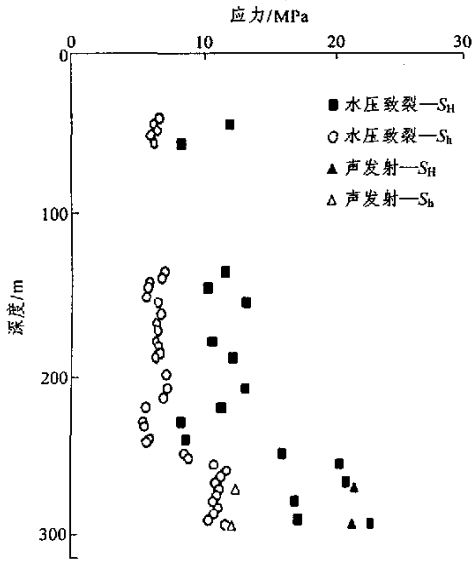 应力/MPa
0 10 20 30
0
■ 水压致裂—SH
○ 水压致裂—Sh
▲ 声发射—SH
△ 声发射—Sh
100
深度/m
200
300